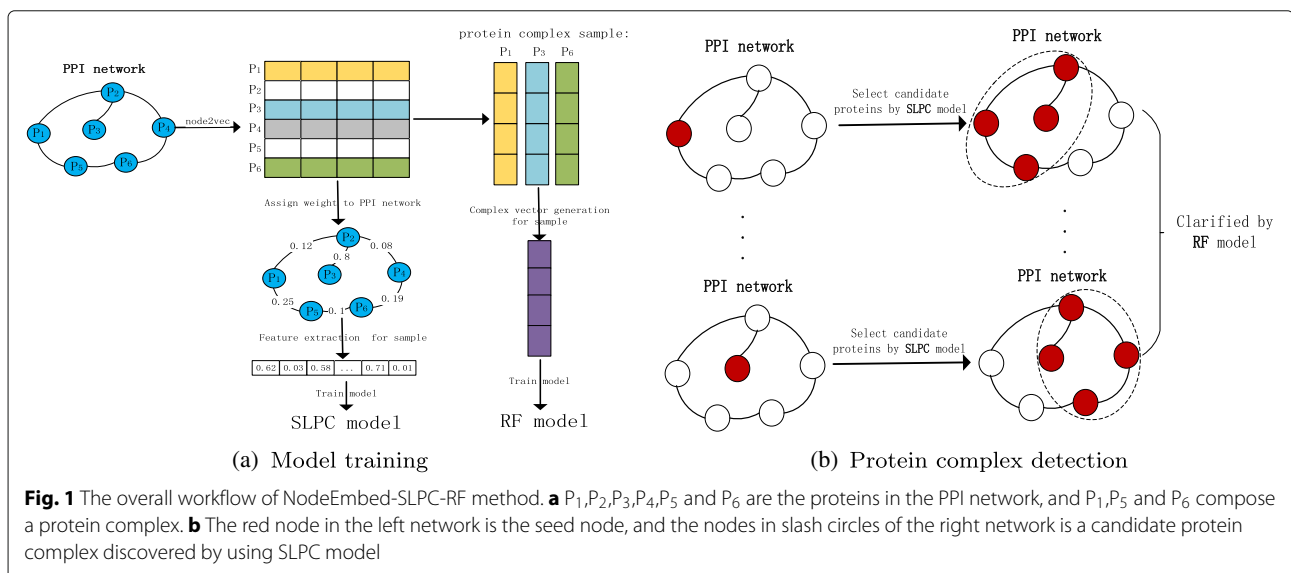 PPI network
P2
P1
P3
P4
P5
P6
node2vec
P1
P2
P3
P4
P5
P6
protein complex sample:
P1 P3 P6
Assign weight to PPI network
0.12
P2
0.08
0.8
P1
P3
P4
0.25
0.19
P5
0.1
P6
Feature extraction for sample
0.62 0.03 0.58 ... 0.71 0.01
Train model
SLPC model
Complex vector generation
for sample
Train model
RF model
(a) Model training
PPI network
Select candidate
proteins by SLPC model
PPI network
PPI network
Select candidate
proteins by SLPC model
PPI network
Clarified by
RF model
(b) Protein complex detection
Fig. 1 The overall workflow of NodeEmbed-SLPC-RF method. a P1,P2,P3,P4,P5 and P6 are the proteins in the PPI network, and P1,P5 and P6 compose
a protein complex. b The red node in the left network is the seed node, and the nodes in slash circles of the right network is a candidate protein
complex discovered by using SLPC model